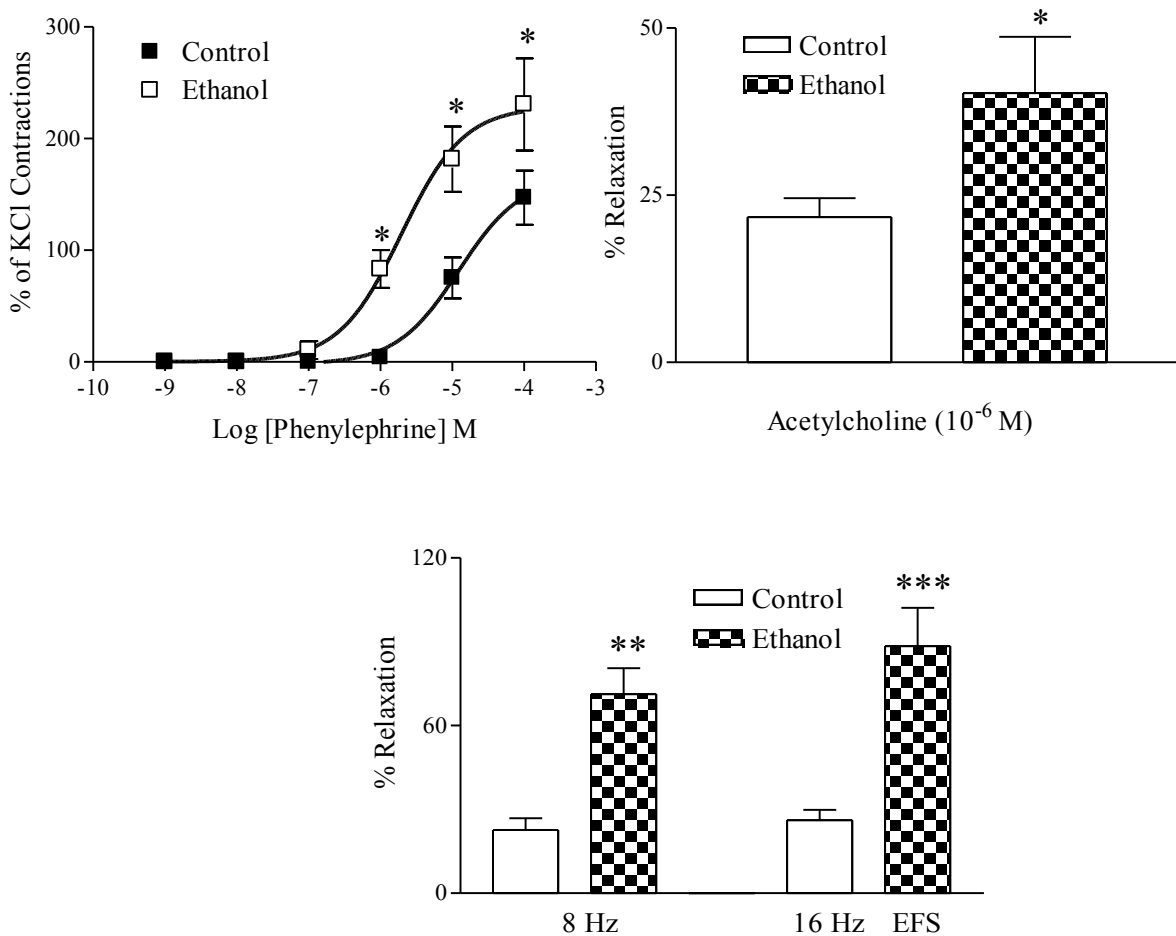 300
200
100
0
% of KCl Contractions
Control
Ethanol
*
*
*
-10 -9 -8 -7 -6 -5 -4 -3
Log [Phenylephrine] M
50
25
0
% Relaxation
Control
Ethanol
*
Acetylcholine (10⁻⁶ M)
120
60
0
% Relaxation
Control
Ethanol
**
***
8 Hz 16 Hz EFS